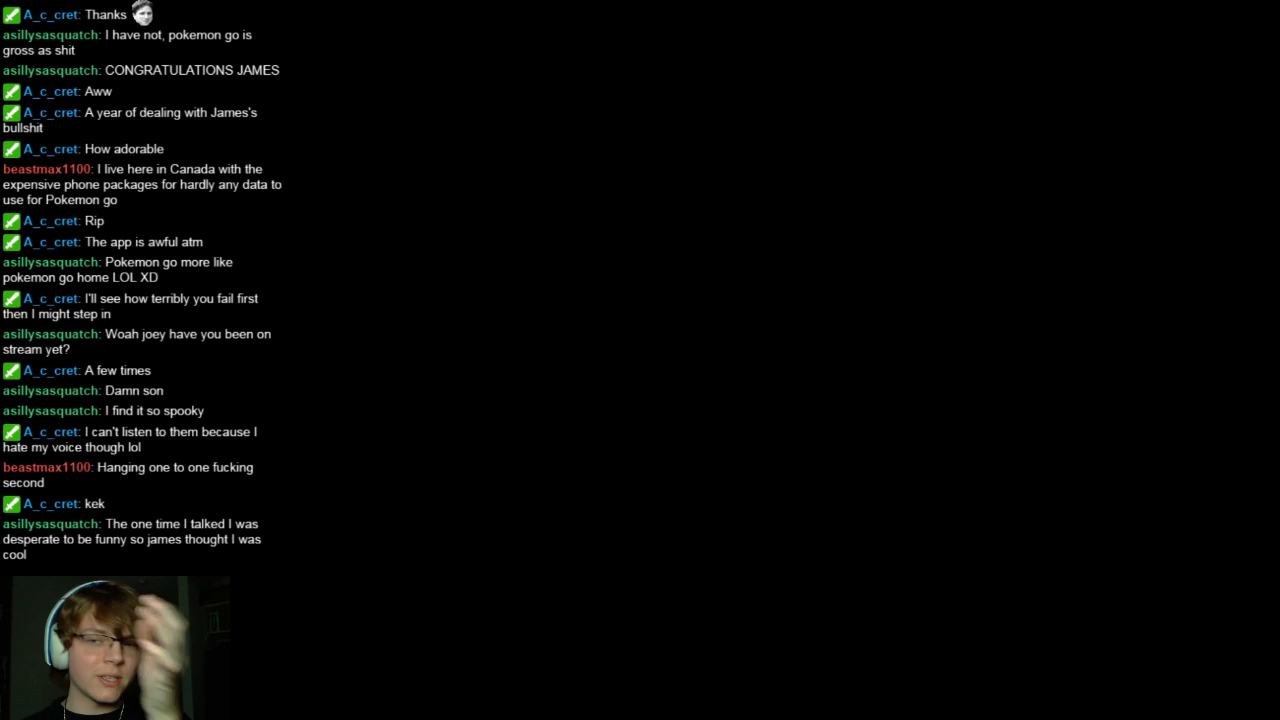 A_c_cret: Thanks
asillysasquatch: I have not, pokemon go is
gross as shit
asillysasquatch: CONGRATULATIONS JAMES
A_c_cret: Aww
A_c_cret: A year of dealing with James's
bullshit
A_c_cret: How adorable
beastmax1100: I live here in Canada with the
expensive phone packages for hardly any data to
use for Pokemon go
A_c_cret: Rip
A_c_cret: The app is awful atm
asillysasquatch: Pokemon go more like
pokemon go home LOL XD
A_c_cret: I'll see how terribly you fail first
then I might step in
asillysasquatch: Woah joey have you been on
stream yet?
A_c_cret: A few times
asillysasquatch: Damn son
asillysasquatch: I find it so spooky
A_c_cret: I can't listen to them because I
hate my voice though lol
beastmax1100: Hanging one to one fucking
second
A_c_cret: kek
asillysasquatch: The one time I talked I was
desperate to be funny so james thought I was
cool